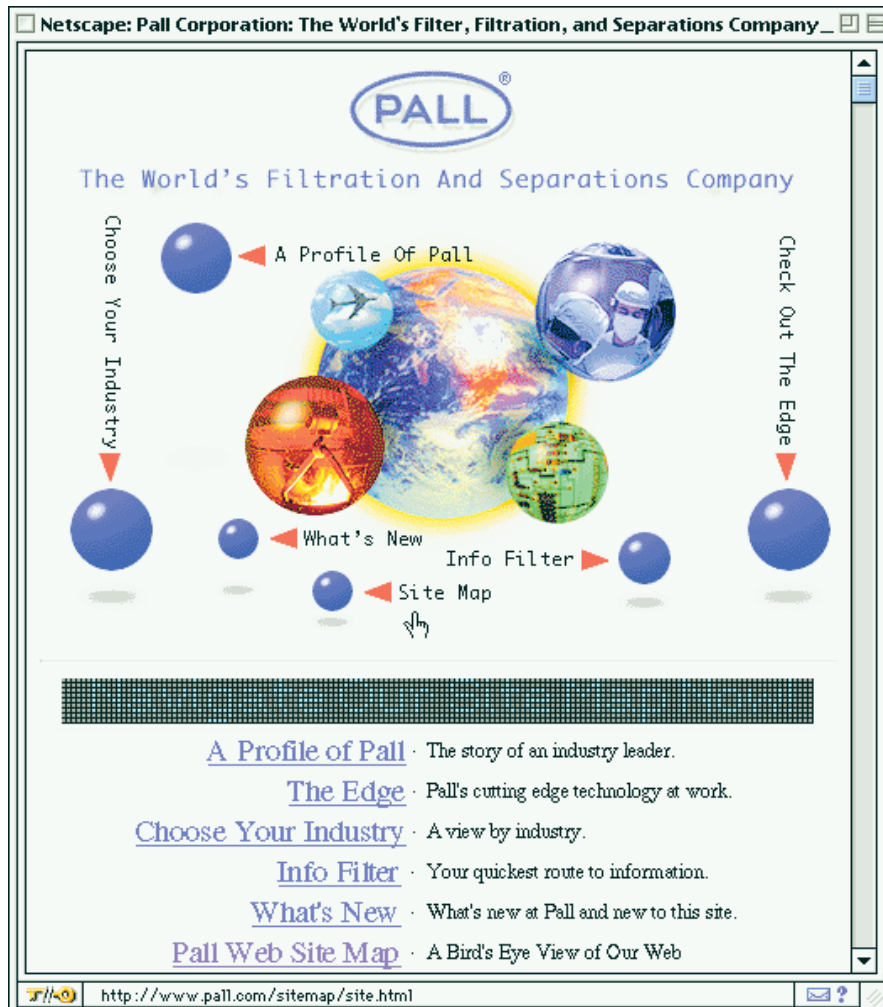 Netscape: Pall Corporation: The World's Filter, Filtration, and Separations Company_
PALL®
The World's Filtration And Separations Company
Choose Your Industry
A Profile Of Pall
Check Out The Edge
What's New
Info Filter
Site Map
A Profile of Pall · The story of an industry leader.
The Edge · Pall's cutting edge technology at work.
Choose Your Industry · A view by industry.
Info Filter · Your quickest route to information.
What's New · What's new at Pall and new to this site.
Pall Web Site Map · A Bird's Eye View of Our Web
http://www.pall.com/sitemap/site.html
?